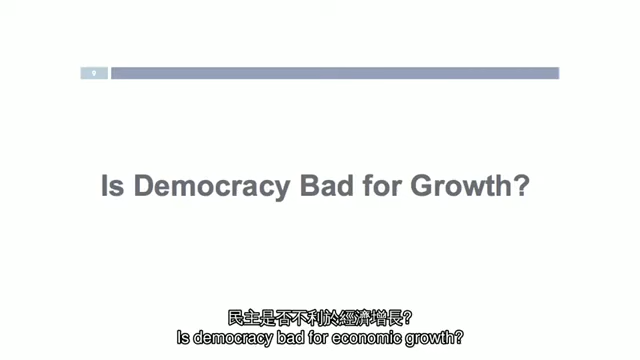 9
Is Democracy Bad for Growth?
民主是否不利於經濟增長?
Is democracy bad for economic growth?